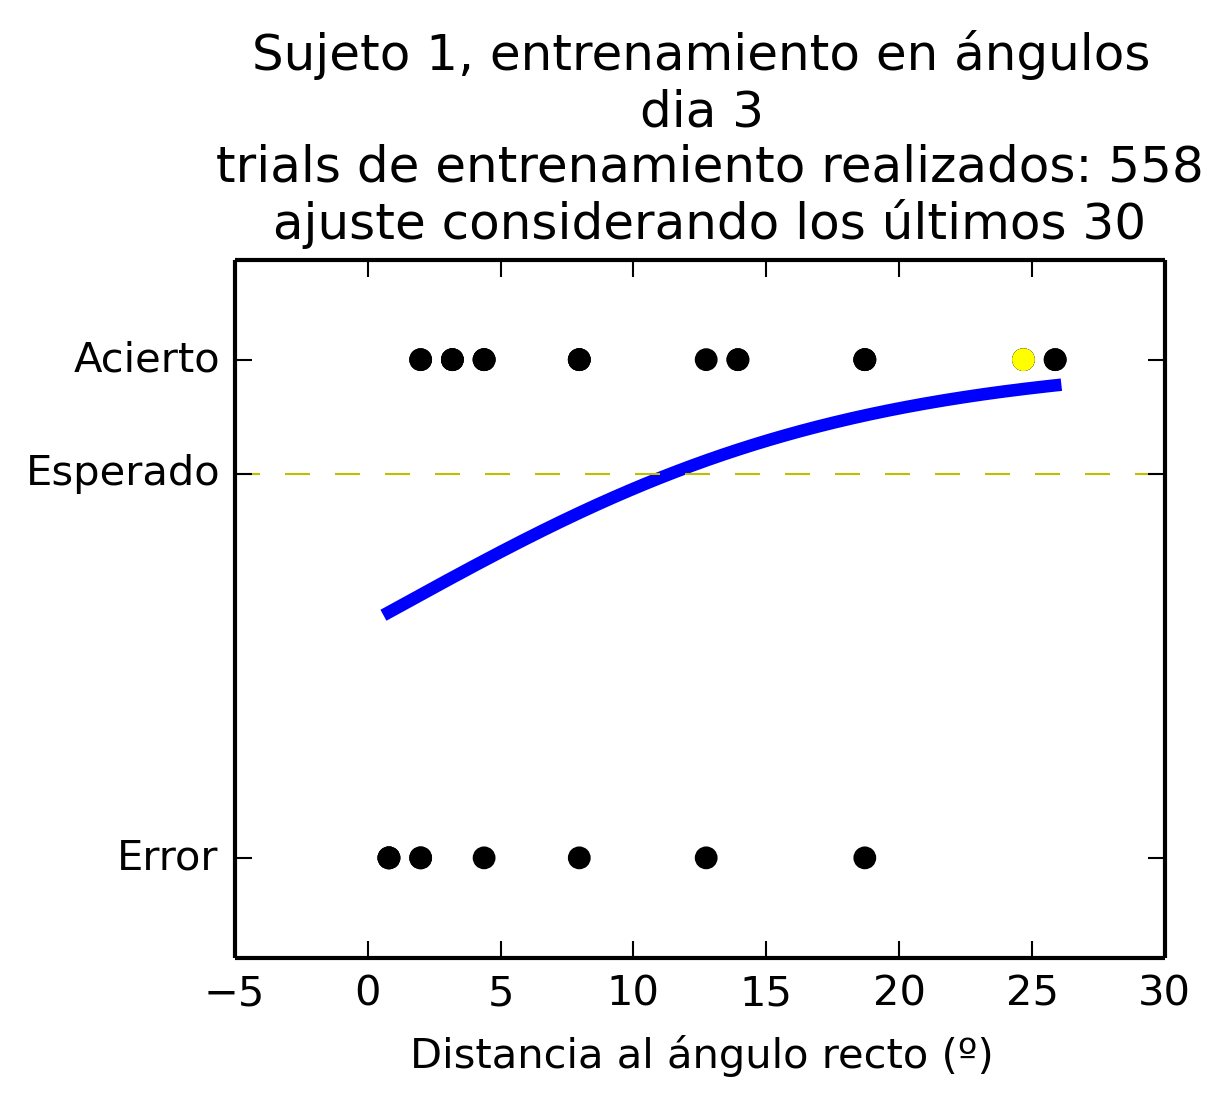 Sujeto 1, entrenamiento en ángulos
dia 3
trials de entrenamiento realizados: 558
ajuste considerando los últimos 30
Acierto
Esperado
Error
−5 0 5 10 15 20 25 30
Distancia al ángulo recto (º)